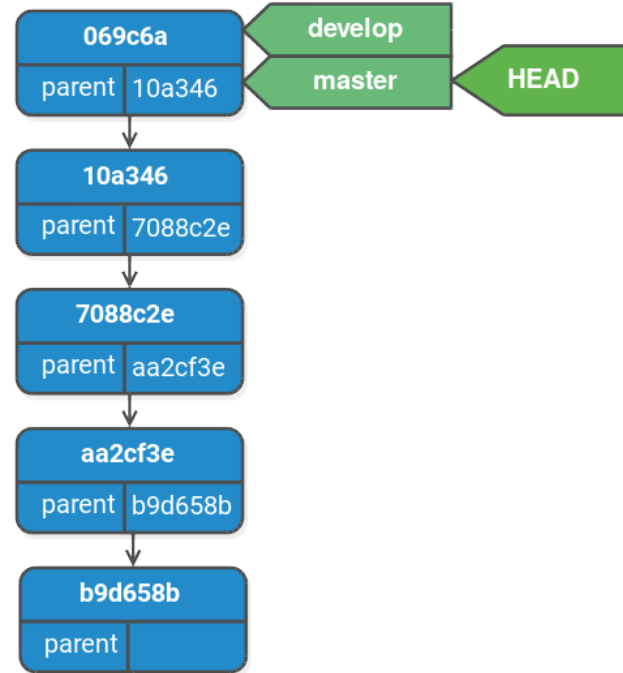 069c6a
develop
parent 10a346
master
HEAD
10a346
parent 7088c2e
7088c2e
parent aa2cf3e
aa2cf3e
parent b9d658b
b9d658b
parent